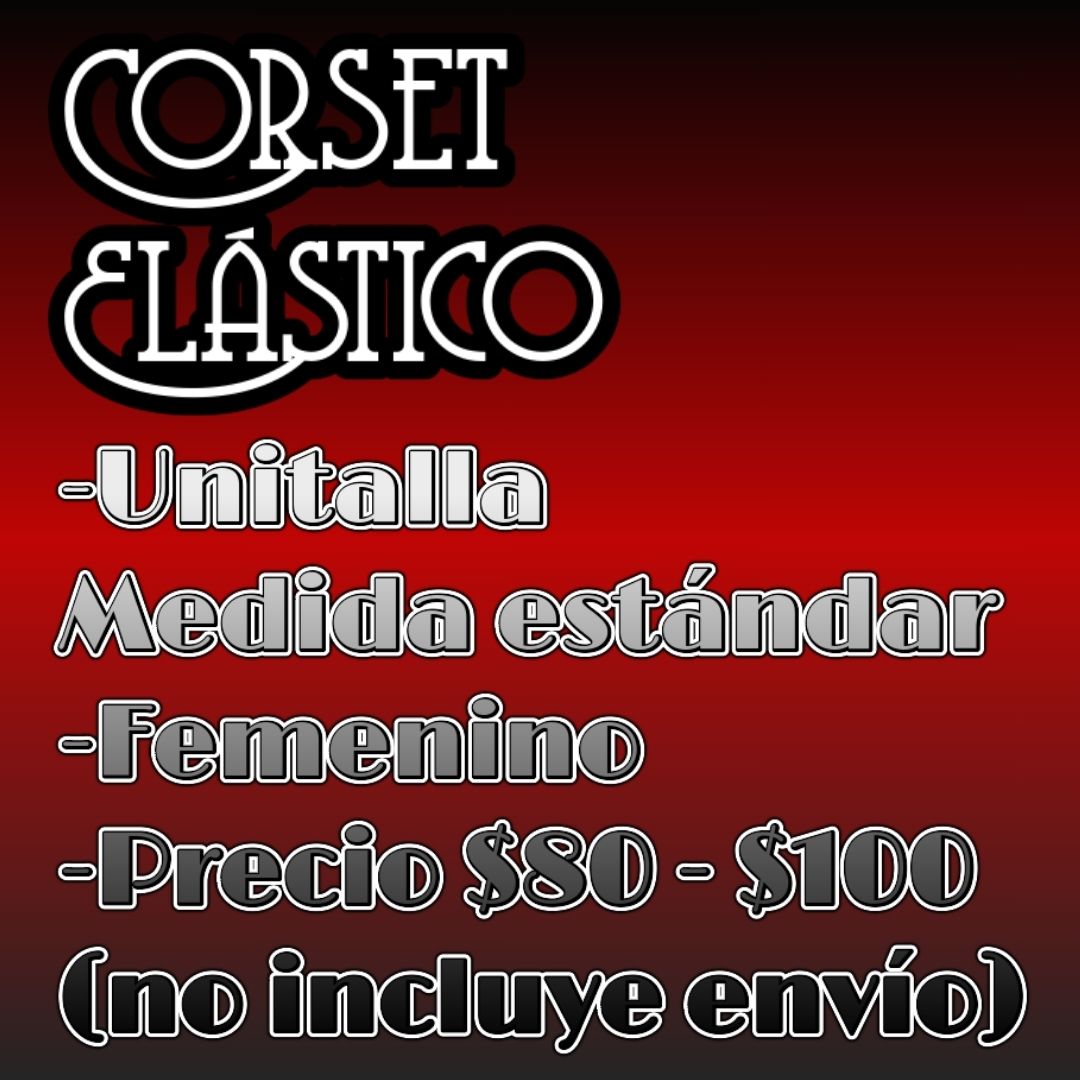 CORSET
ELÁSTICO
-Unitalla
Medida estándar
-Femenino
-Precio $80 - $100
(no incluye envío)